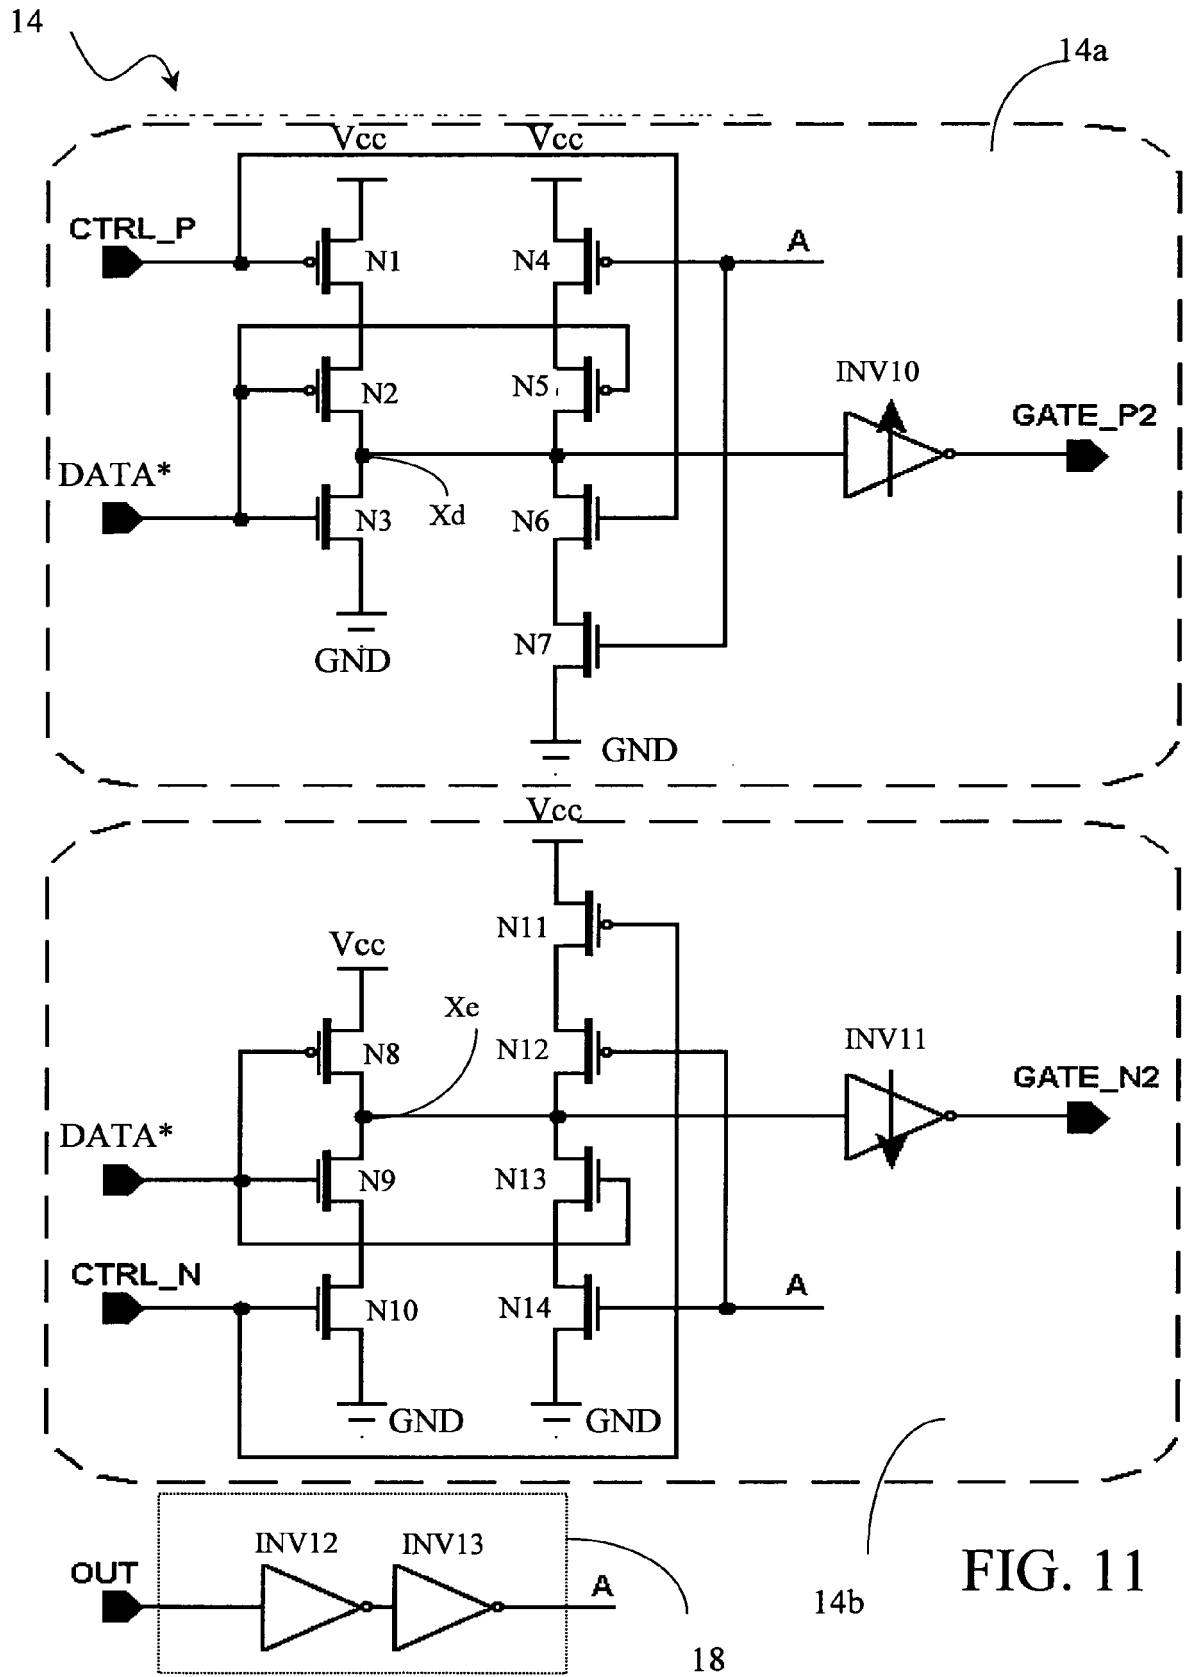 14
14a
Vcc Vcc
CTRL_P
N1 N4 A
N2 N5
INV10
GATE_P2
DATA*
N3 Xd N6
N7
GND
GND
Vcc
N11
Vcc
Xe
N8 N12
INV11
GATE_N2
DATA*
N9 N13
CTRL_N
N10 N14 A
GND GND
INV12 INV13
OUT
A
FIG. 11
14b
18